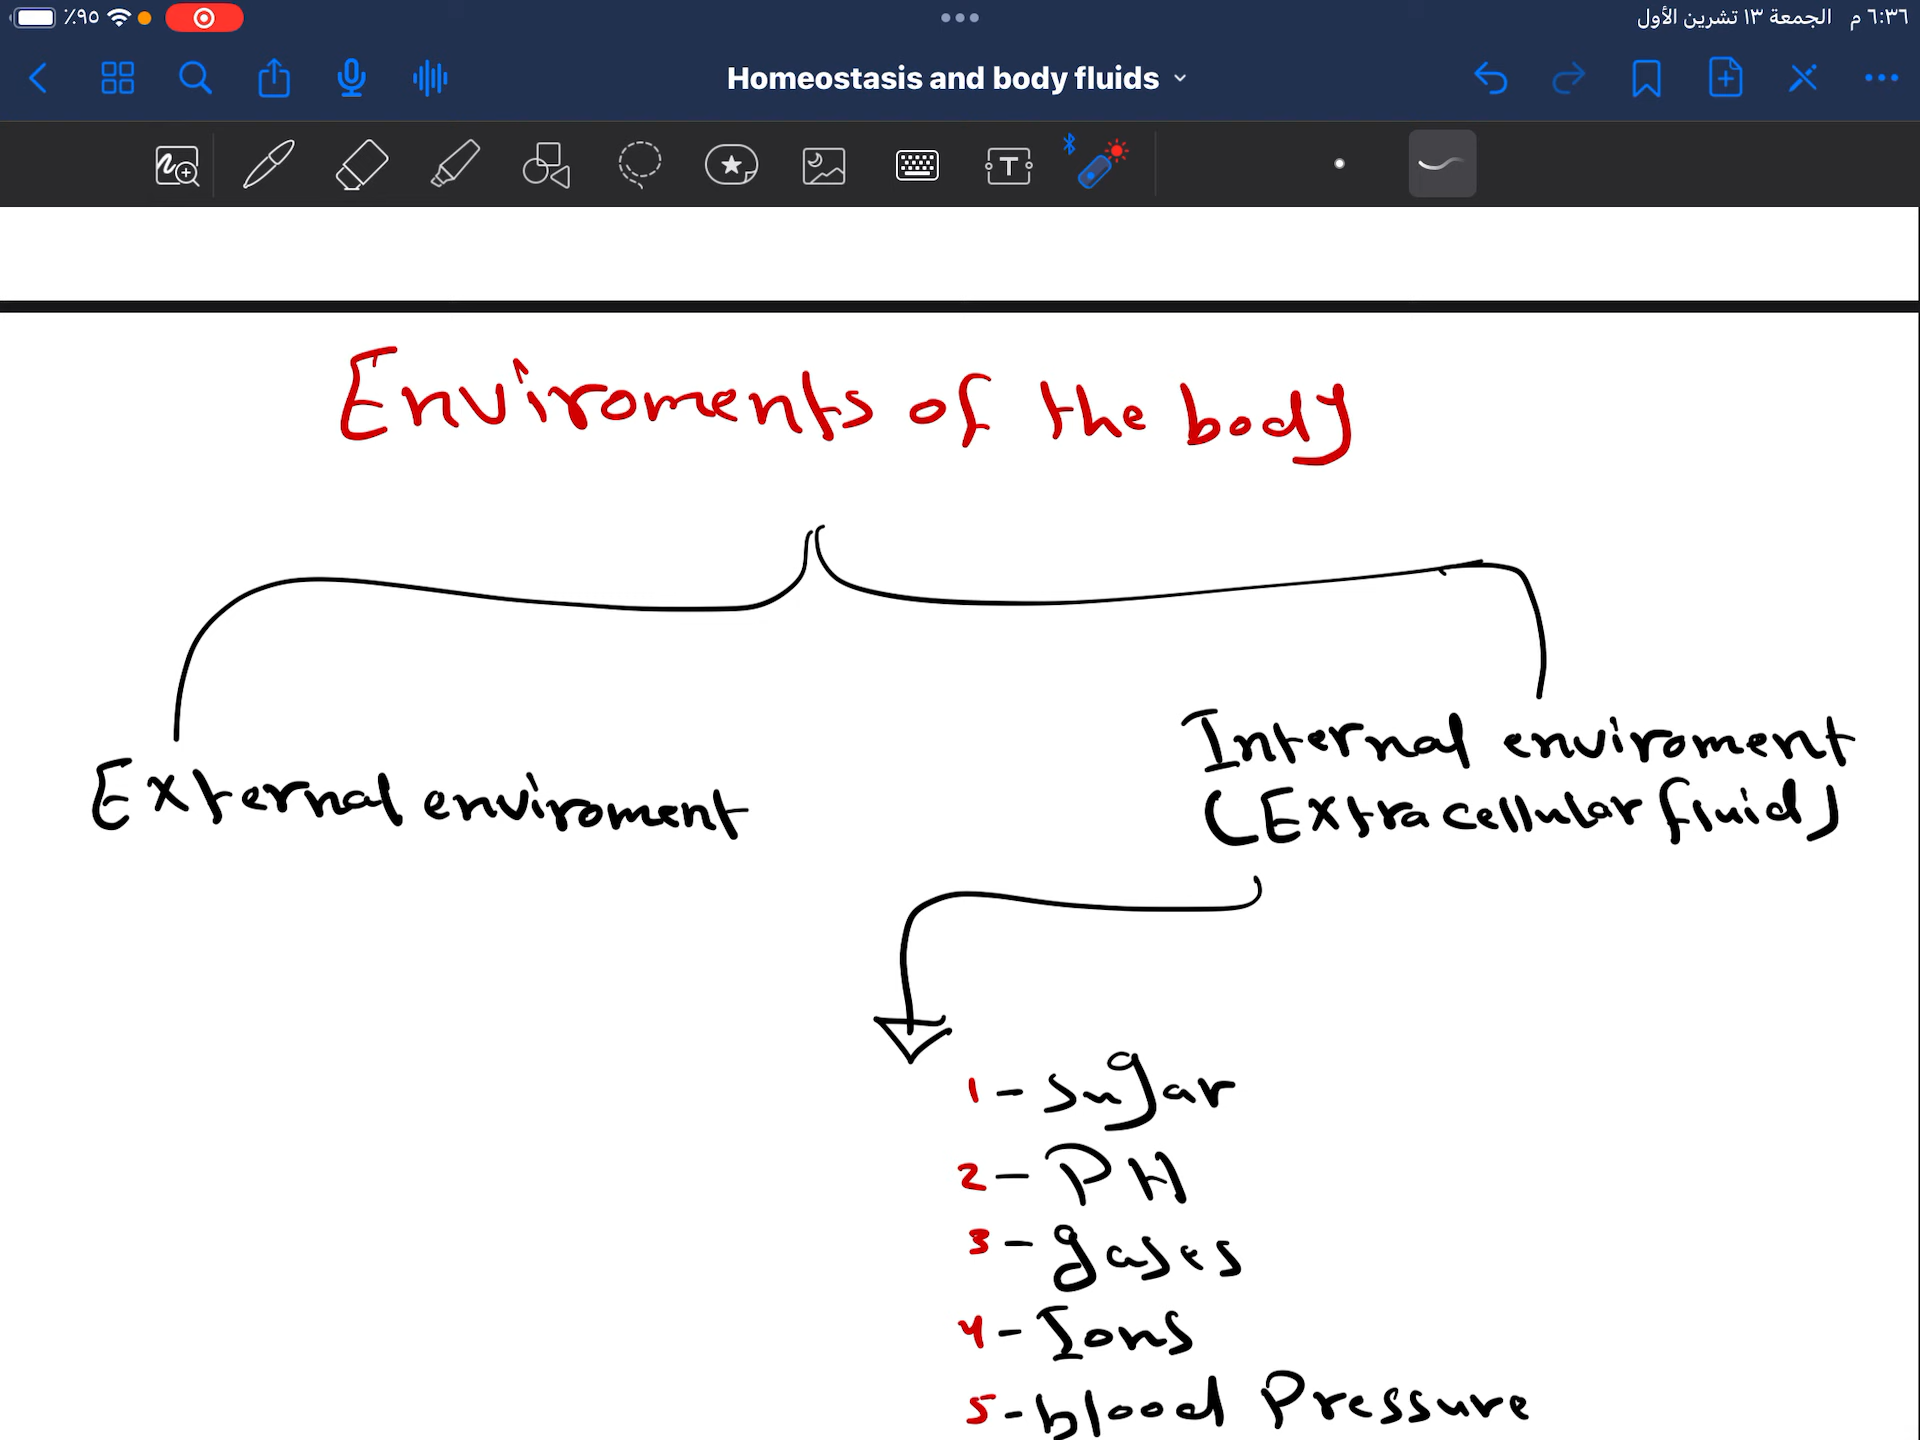 ٪٩٥
٦:٣٦ م الجمعة ١٣ تشرين الأول
Homeostasis and body fluids
T
Enviroments of the body
External enviroment
Internal enviroment
(Extracellular fluid)
1- sugar
2- PH
3- gases
4- Ions
5- blood Pressure